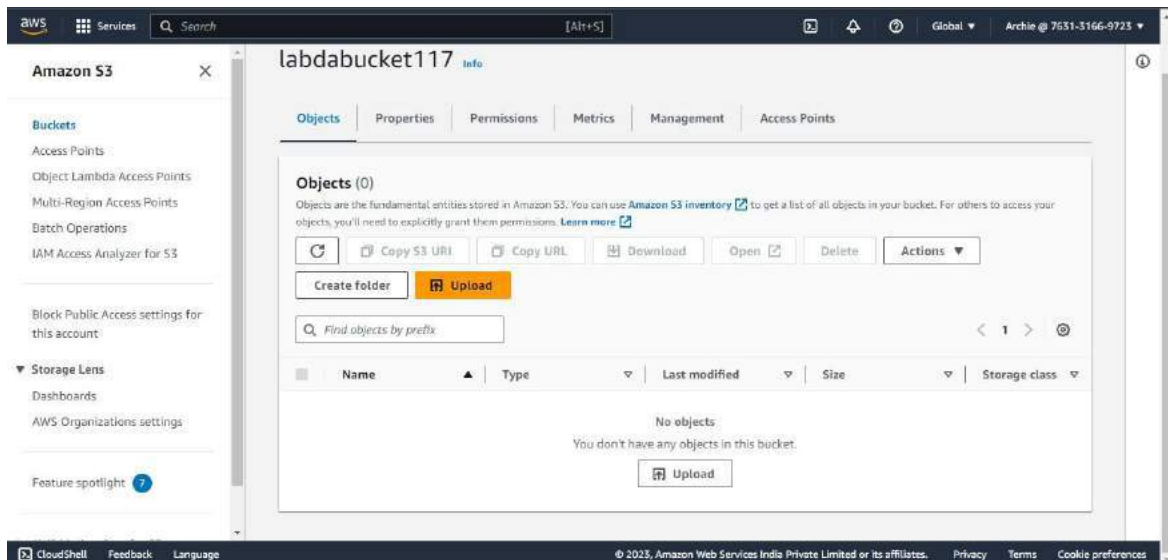 aws Services Search [Alt+S] Global Archie @ 7631-3166-9723
Amazon S3
Buckets
Access Points
Object Lambda Access Points
Multi-Region Access Points
Batch Operations
IAM Access Analyzer for S3
Block Public Access settings for
this account
Storage Lens
Dashboards
AWS Organizations settings
Feature spotlight 7
labdabucket117 Info
Objects Properties Permissions Metrics Management Access Points
Objects (0)
Objects are the fundamental entities stored in Amazon S3. You can use Amazon S3 inventory to get a list of all objects in your bucket. For others to access your
objects, you'll need to explicitly grant them permissions. Learn more
Copy S3 URI Copy URL Download Open Delete Actions
Create folder Upload
Find objects by prefix 1
Name Type Last modified Size Storage class
No objects
You don't have any objects in this bucket.
Upload
CloudShell Feedback Language © 2023, Amazon Web Services India Private Limited or its affiliates. Privacy Terms Cookie preferences